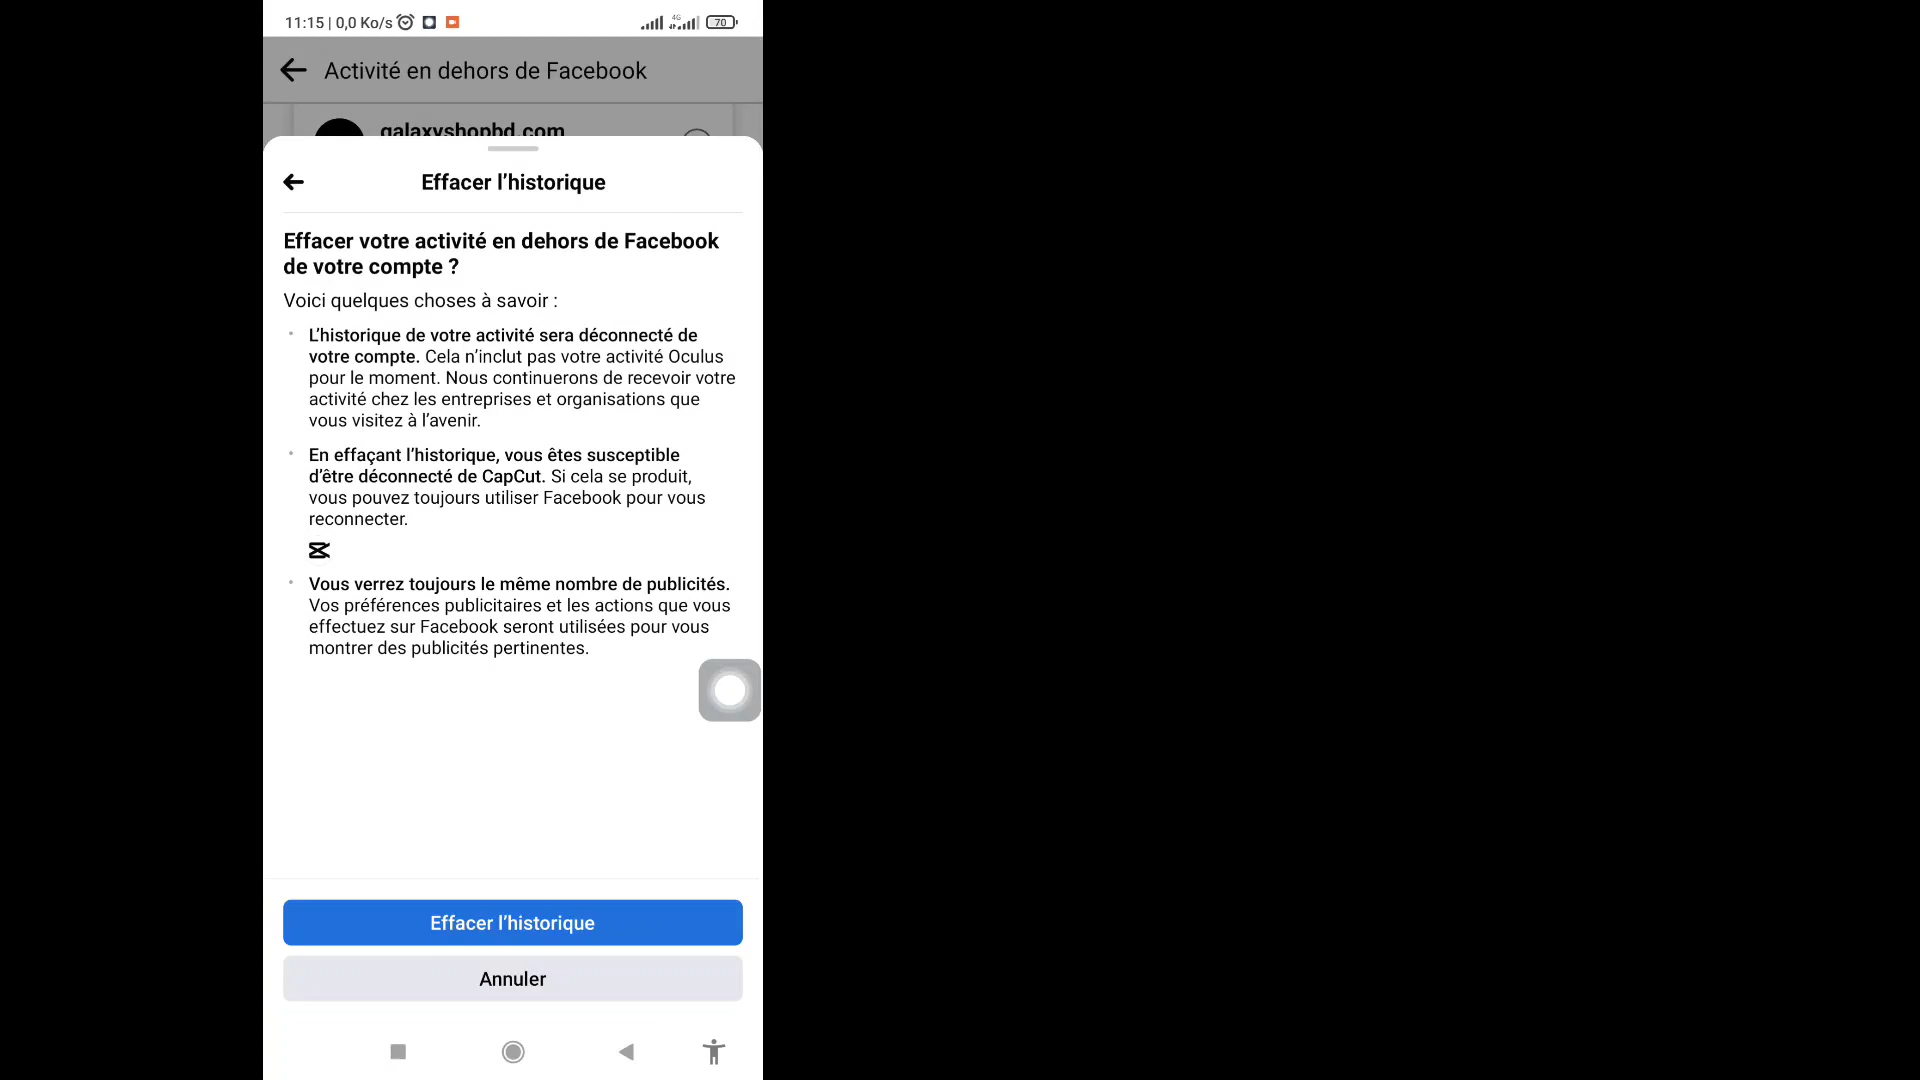 11:15 | 0,0 Ko/s
4G
70
Activité en dehors de Facebook
galaxyshopbd.com
Effacer l’historique
Effacer votre activité en dehors de Facebook
de votre compte ?
Voici quelques choses à savoir :
• L’historique de votre activité sera déconnecté de
votre compte. Cela n’inclut pas votre activité Oculus
pour le moment. Nous continuerons de recevoir votre
activité chez les entreprises et organisations que
vous visitez à l’avenir.
• En effaçant l’historique, vous êtes susceptible
d’être déconnecté de CapCut. Si cela se produit,
vous pouvez toujours utiliser Facebook pour vous
reconnecter.
• Vous verrez toujours le même nombre de publicités.
Vos préférences publicitaires et les actions que vous
effectuez sur Facebook seront utilisées pour vous
montrer des publicités pertinentes.
Effacer l’historique
Annuler